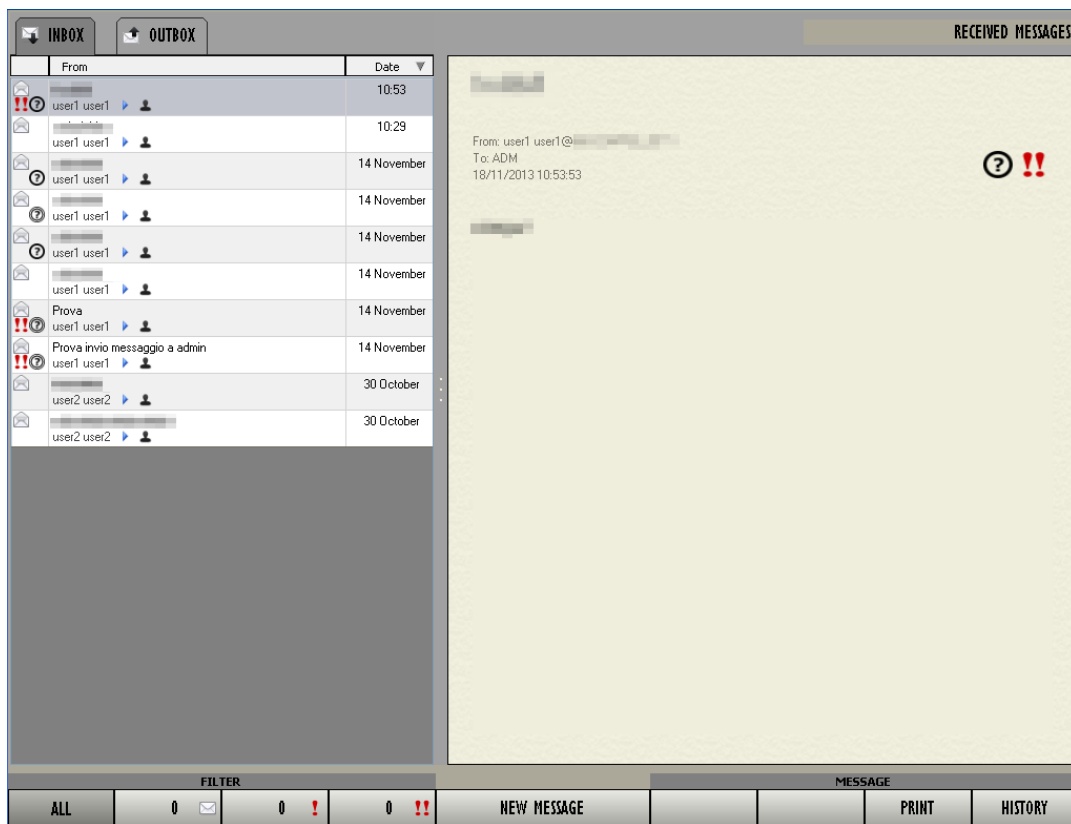 INBOX
OUTBOX
RECEIVED MESSAGES
From
Date
10:53
user1 user1
10:29
user1 user1
14 November
user1 user1
14 November
user1 user1
14 November
user1 user1
14 November
user1 user1
Prova
14 November
user1 user1
Prova invio messaggio a admin
14 November
user1 user1
30 October
user2 user2
30 October
user2 user2
From: user1 user1@
To: ADM
18/11/2013 10:53:53
FILTER
MESSAGE
ALL
0
0 !
0 !!
NEW MESSAGE
PRINT
HISTORY